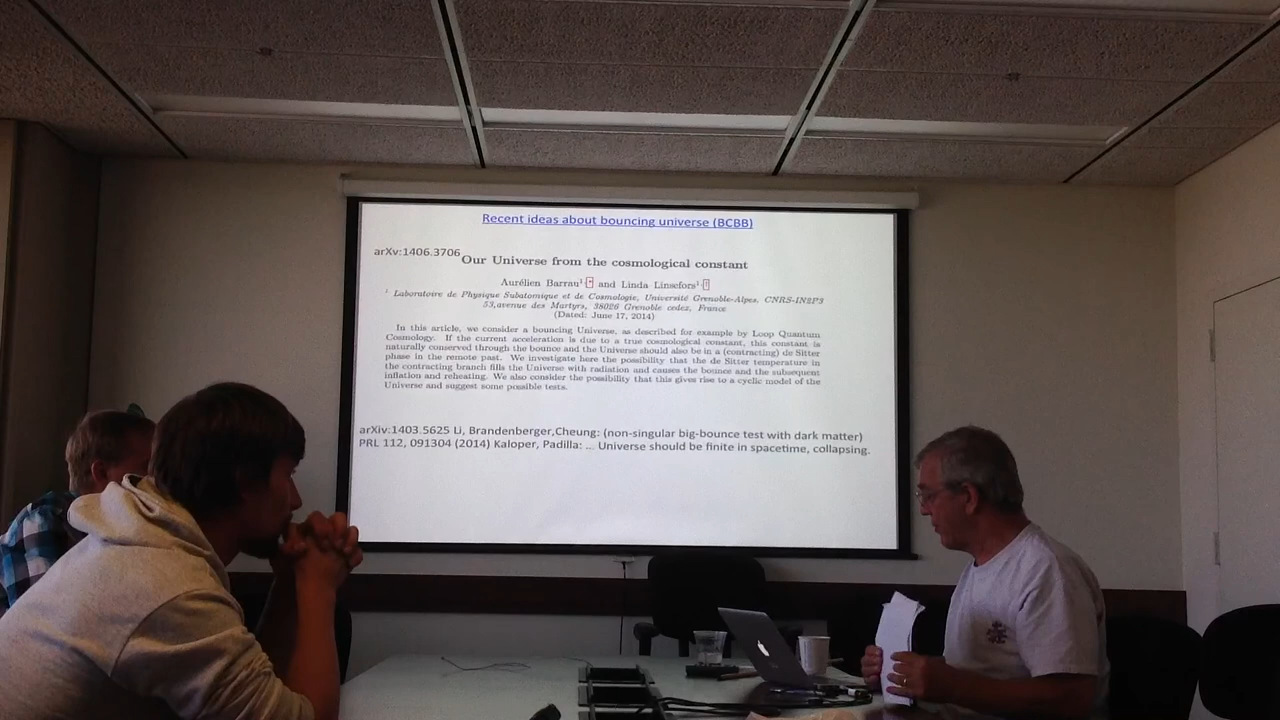 Recent ideas about bouncing universe (BCBB)
arXv:1406.3706
Our Universe from the cosmological constant
Aurélien Barrau¹,* and Linda Linsefors¹,†
¹ Laboratoire de Physique Subatomique et de Cosmologie, Université Grenoble-Alpes, CNRS-IN2P3
53,avenue des Martyrs, 38026 Grenoble cedex, France
(Dated: June 17, 2014)
In this article, we consider a bouncing Universe, as described for example by Loop Quantum
Cosmology. If the current acceleration is due to a true cosmological constant, this constant is
naturally conserved through the bounce and the Universe should also be in a (contracting) de Sitter
phase in the remote past. We investigate here the possibility that the de Sitter temperature in
the contracting branch fills the Universe with radiation and causes the bounce and the subsequent
inflation and reheating. We also consider the possibility that this gives rise to a cyclic model of the
Universe and suggest some possible tests.
arXiv:1403.5625 Li, Brandenberger,Cheung: (non-singular big-bounce test with dark matter)
PRL 112, 091304 (2014) Kaloper, Padilla: ... Universe should be finite in spacetime, collapsing.